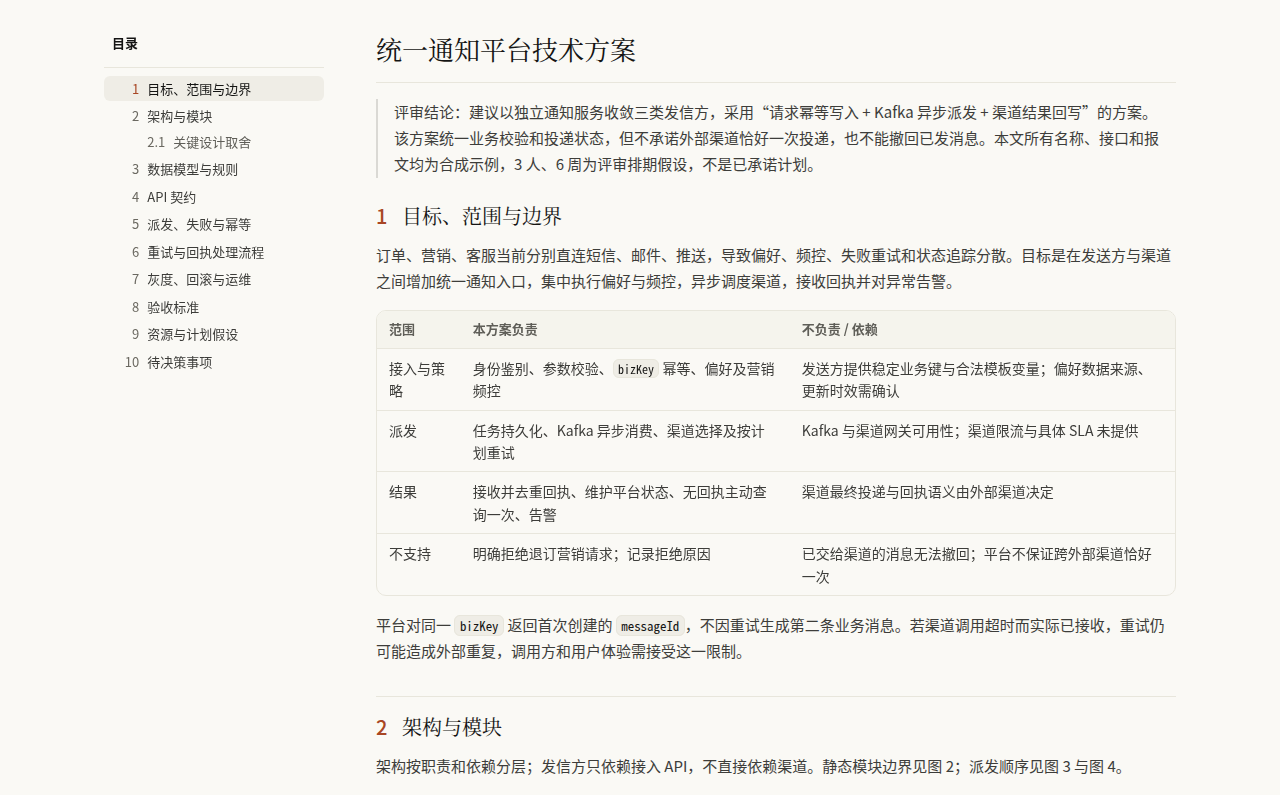 目录
1 目标、范围与边界
2 架构与模块
2.1 关键设计取舍
3 数据模型与规则
4 API 契约
5 派发、失败与幂等
6 重试与回执处理流程
7 灰度、回滚与运维
8 验收标准
9 资源与计划假设
10 待决策事项
统一通知平台技术方案
评审结论：建议以独立通知服务收敛三类发信方，采用“请求幂等写入 + Kafka 异步派发 + 渠道结果回写”的方案。
该方案统一业务校验和投递状态，但不承诺外部渠道恰好一次投递，也不能撤回已发消息。本文所有名称、接口和报
文均为合成示例，3 人、6 周为评审排期假设，不是已承诺计划。
1 目标、范围与边界
订单、营销、客服当前分别直连短信、邮件、推送，导致偏好、频控、失败重试和状态追踪分散。目标是在发送方与渠道
之间增加统一通知入口，集中执行偏好与频控，异步调度渠道，接收回执并对异常告警。
范围 本方案负责 不负责 / 依赖
接入与策 身份鉴别、参数校验、bizKey 幂等、偏好及营销 发送方提供稳定业务键与合法模板变量；偏好数据来源、
略 频控 更新时效需确认
派发 任务持久化、Kafka 异步消费、渠道选择及按计 Kafka 与渠道网关可用性；渠道限流与具体 SLA 未提供
划重试
结果 接收并去重回执、维护平台状态、无回执主动查 渠道最终投递与回执语义由外部渠道决定
询一次、告警
不支持 明确拒绝退订营销请求；记录拒绝原因 已交给渠道的消息无法撤回；平台不保证跨外部渠道恰好
一次
平台对同一 bizKey 返回首次创建的 messageId，不因重试生成第二条业务消息。若渠道调用超时而实际已接收，重试仍
可能造成外部重复，调用方和用户体验需接受这一限制。
2 架构与模块
架构按职责和依赖分层；发信方只依赖接入 API，不直接依赖渠道。静态模块边界见图 2；派发顺序见图 3 与图 4。